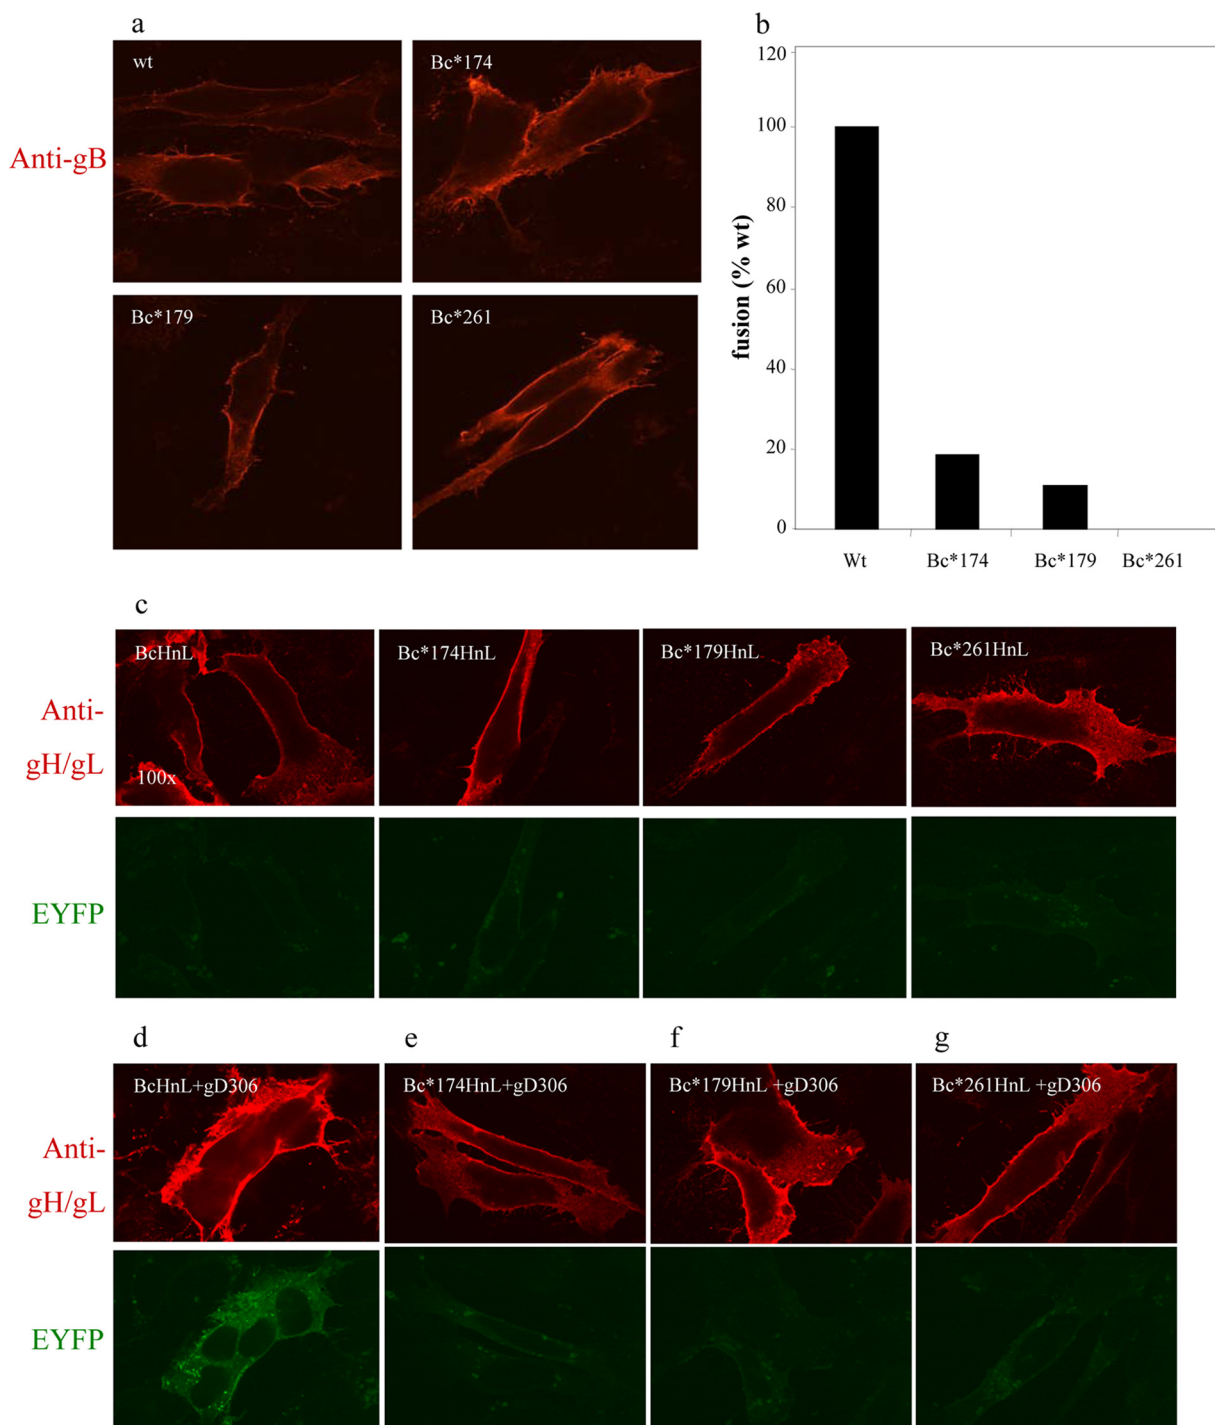 a
wt
Bc*174
Anti-gB
Bc*179
Bc*261
b
120
100
80
60
40
20
0
fusion (% wt)
Wt
Bc*174
Bc*179
Bc*261
c
BcHnL
Bc*174HnL
Bc*179HnL
Bc*261HnL
Anti-
gH/gL
100x
EYFP
d
e
f
g
BcHnL+gD306
Bc*174HnL+gD306
Bc*179HnL +gD306
Bc*261HnL +gD306
Anti-
gH/gL
EYFP